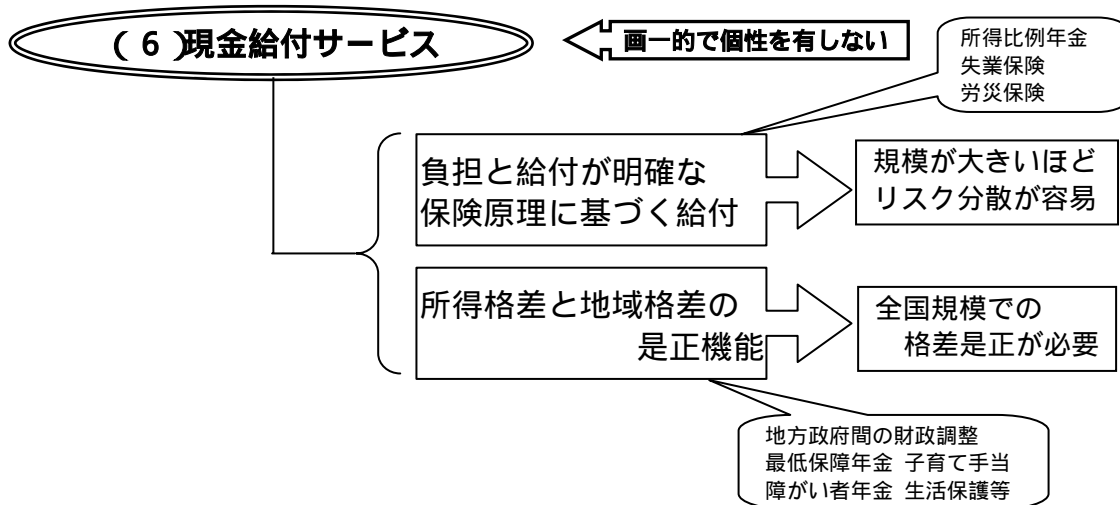 (6)現金給付サービス
画一的で個性を有しない
所得比例年金
失業保険
労災保険
負担と給付が明確な
保険原理に基づく給付
規模が大きいほど
リスク分散が容易
所得格差と地域格差の
是正機能
全国規模での
格差是正が必要
地方政府間の財政調整
最低保障年金 子育て手当
障がい者年金 生活保護等